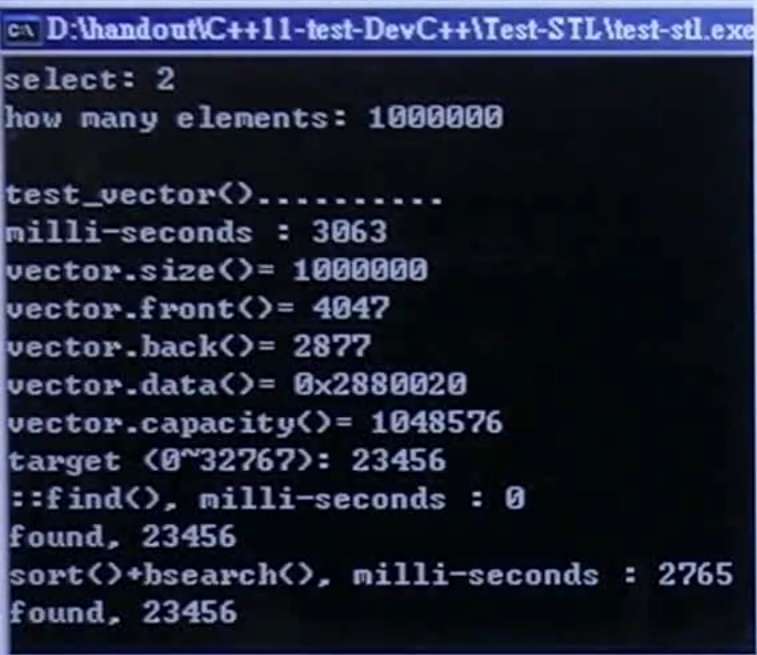 D:\handout\C++11-test-DevC++\Test-STL\test-stl.exe
select: 2
how many elements: 1000000
test_vector()..........
milli-seconds : 3063
vector.size()= 1000000
vector.front()= 4047
vector.back()= 2877
vector.data()= 0x2880020
vector.capacity()= 1048576
target (0~32767): 23456
::find(), milli-seconds : 0
found, 23456
sort()+bsearch(), milli-seconds : 2765
found, 23456